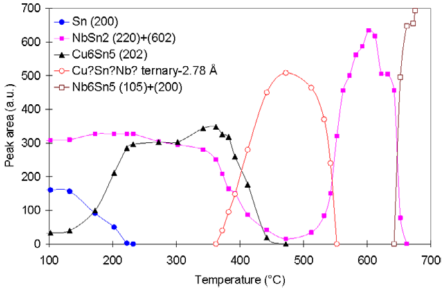 700
600
500
400
300
200
100
0
Peak area (a.u.)
Sn (200)
NbSn2 (220)+(602)
Cu6Sn5 (202)
Cu?Sn?Nb? ternary-2.78 Å
Nb6Sn5 (105)+(200)
100 200 300 400 500 600 700
Temperature (°C)